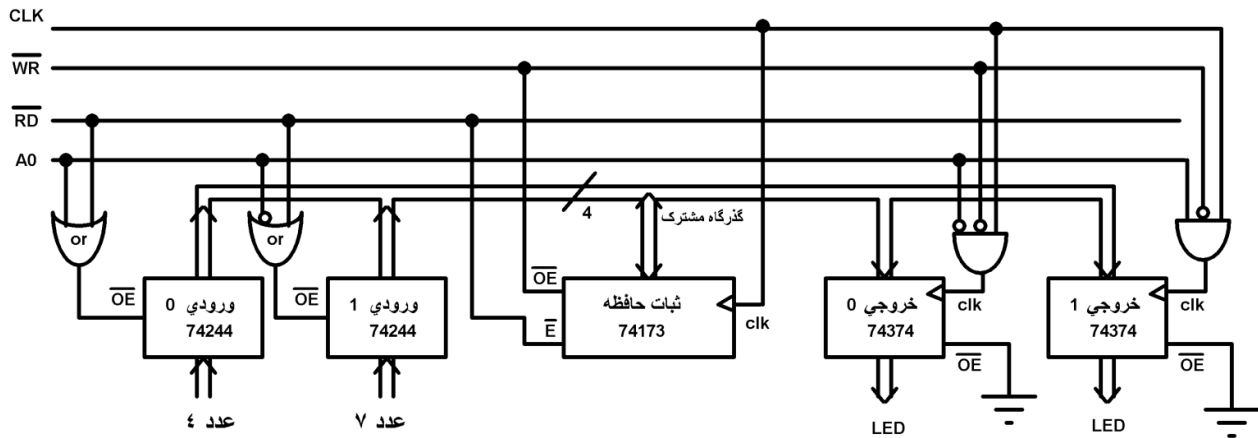 CLK
WR
RD
A0
4
گذرگاه مشترک
or
or
OE
ورودي 0
74244
OE
ورودي 1
74244
OE
E
ثبات حافظه
74173
clk
خروجي 0
74374
clk
OE
خروجي 1
74374
clk
OE
عدد ٤
عدد ٧
LED
LED